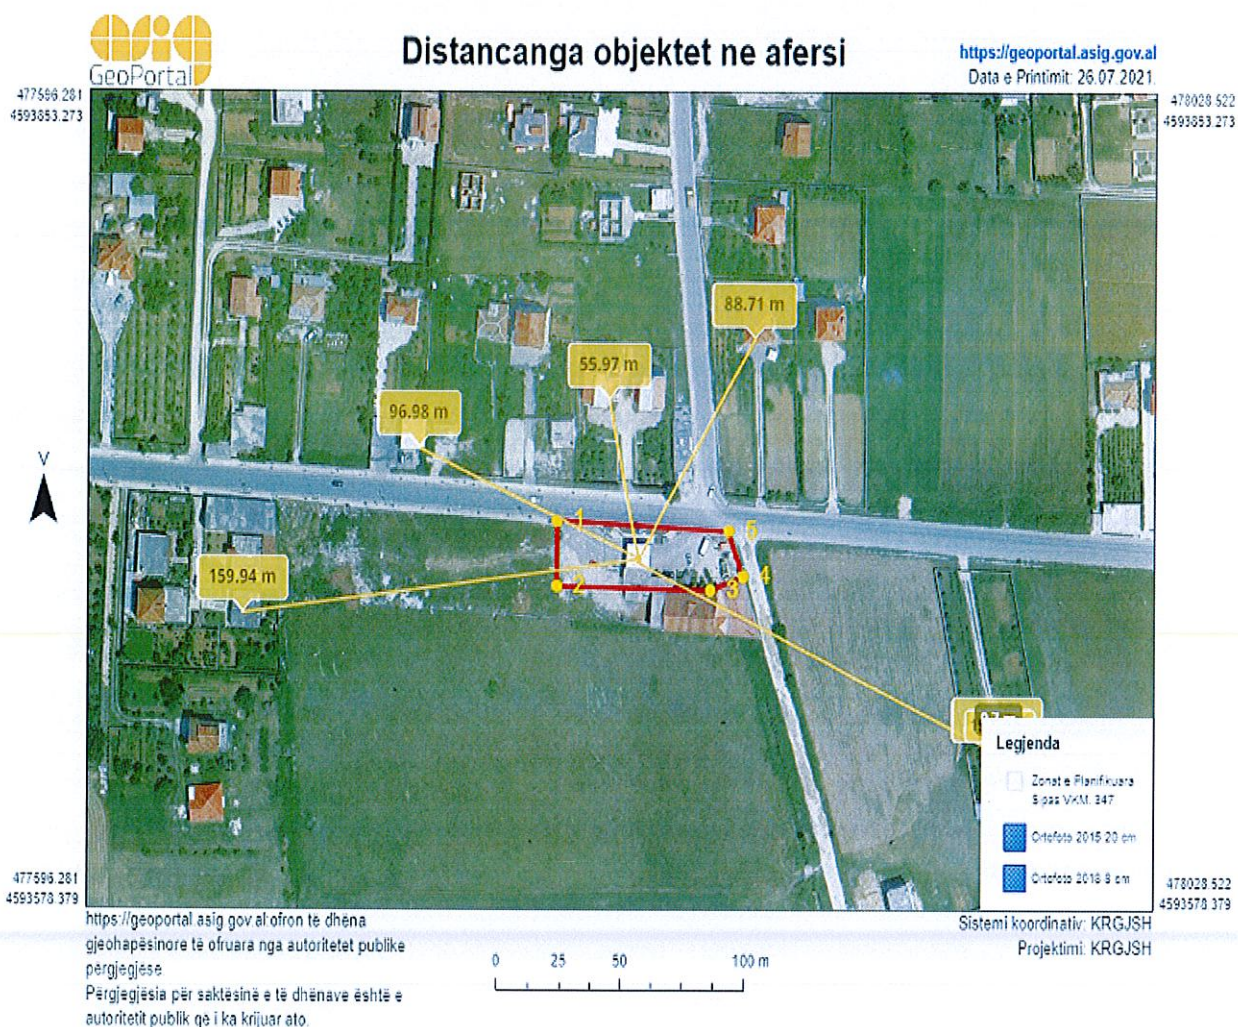 asig
GeoPortal
Distancanga objektet ne afersi
https://geoportal.asig.gov.al
Data e Printimit: 26.07.2021
477596.281
4593853.273
478028.522
4593853.273
88.71 m
55.97 m
96.98 m
V
1
5
159.94 m
2
3
4
Legjenda
Zonat e Planifikuara
Sipas VKM. 347
Ortofoto 2015 20 cm
Ortofoto 2018 8 cm
477596.281
4593578.379
478028.522
4593578.379
https://geoportal.asig.gov.al ofron të dhëna
gjeohapësinore të ofruara nga autoritetet publike
përgjegjëse
Përgjegjësia për saktësinë e të dhënave është e
autoritetit publik që i ka krijuar ato.
0 25 50 100 m
Sistemi koordinativ: KRGJSH
Projektimi: KRGJSH